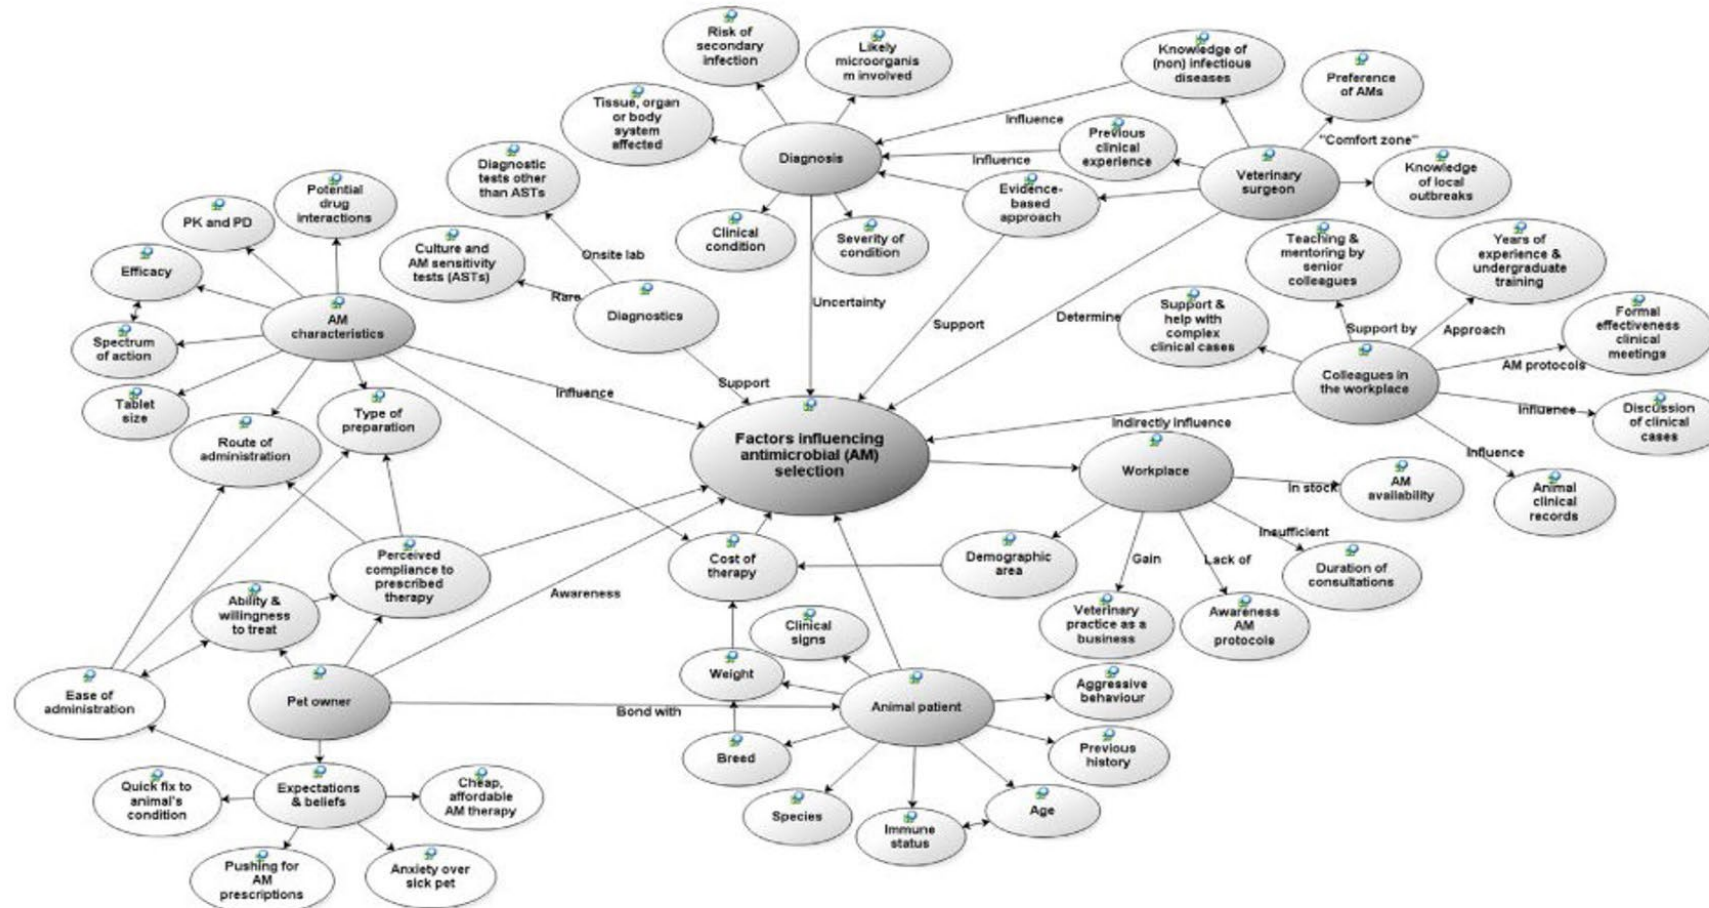 Risk of
secondary
infection
Likely
microorganis
m involved
Knowledge of
(non) infectious
diseases
Preference
of AMs
Tissue, organ
or body
system
affected
Influence
Previous
clinical
experience
"Comfort zone"
Diagnostic
tests other
than ASTs
Diagnosis
Influence
Veterinary
surgeon
Knowledge
of local
outbreaks
Potential
drug
interactions
Evidence-
based
approach
PK and PD
Clinical
condition
Severity of
condition
Teaching &
mentoring by
senior
colleagues
Years of
experience &
undergraduate
training
Culture and
AM sensitivity
tests (ASTs)
Onsite lab
Efficacy
Rare
Diagnostics
Uncertainty
Support
Determine
Support &
help with
complex
clinical cases
Support by
Approach
Formal
effectiveness
clinical
meetings
AM
characteristics
Spectrum
of action
AM protocols
Colleagues in
the workplace
Support
Influence
Tablet
size
Type of
preparation
Influence
Discussion
of clinical
cases
Route of
administration
Factors influencing
antimicrobial (AM)
selection
Indirectly influence
Influence
Workplace
In stock
AM
availability
Animal
clinical
records
Insufficient
Perceived
compliance to
prescribed
therapy
Cost of
therapy
Demographic
area
Gain
Lack of
Duration of
consultations
Ability &
willingness
to treat
Awareness
Clinical
signs
Veterinary
practice as a
business
Awareness
AM
protocols
Ease of
administration
Pet owner
Weight
Bond with
Animal patient
Aggressive
behaviour
Breed
Previous
history
Quick fix to
animal's
condition
Expectations
& beliefs
Cheap,
affordable
AM therapy
Species
Immune
status
Age
Pushing for
AM
prescriptions
Anxiety over
sick pet